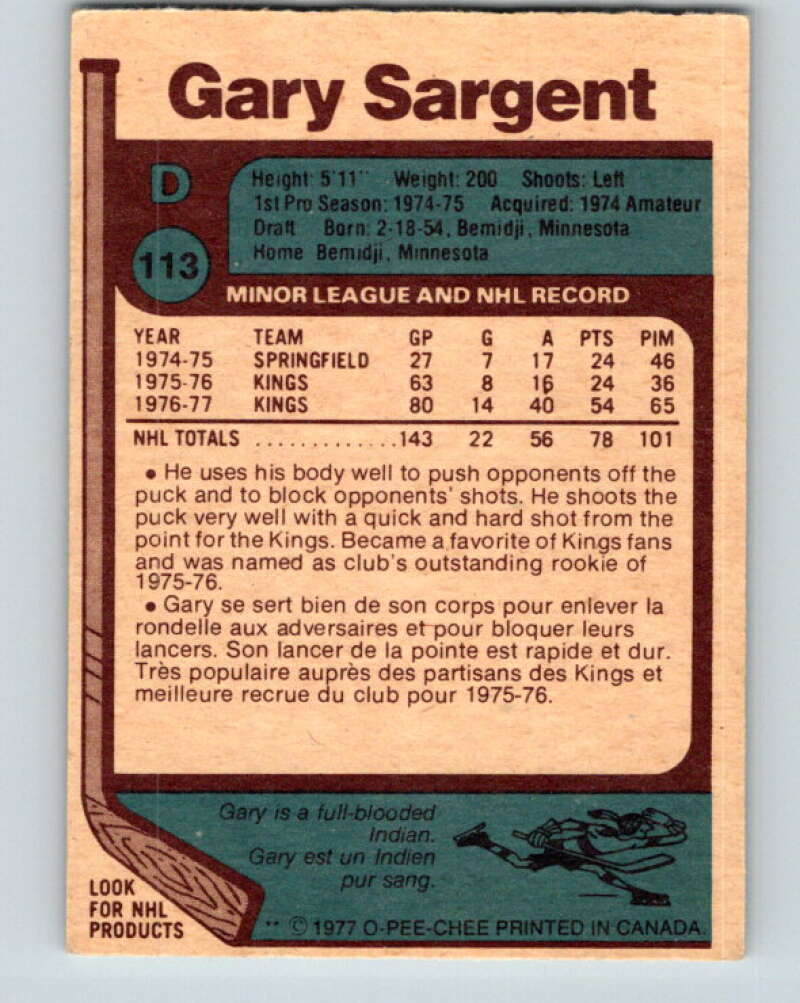 Gary Sargent
D
Height: 5'11" Weight: 200 Shoots: Left
1st Pro Season: 1974-75 Acquired: 1974 Amateur
Draft Born: 2-18-54, Bemidji, Minnesota
Home Bemidji, Minnesota
113
MINOR LEAGUE AND NHL RECORD
YEAR TEAM GP G A PTS PIM
1974-75 SPRINGFIELD 27 7 17 24 46
1975-76 KINGS 63 8 16 24 36
1976-77 KINGS 80 14 40 54 65
NHL TOTALS .............143 22 56 78 101
• He uses his body well to push opponents off the
puck and to block opponents' shots. He shoots the
puck very well with a quick and hard shot from the
point for the Kings. Became a favorite of Kings fans
and was named as club's outstanding rookie of
1975-76.
• Gary se sert bien de son corps pour enlever la
rondelle aux adversaires et pour bloquer leurs
lancers. Son lancer de la pointe est rapide et dur.
Très populaire auprès des partisans des Kings et
meilleure recrue du club pour 1975-76.
Gary is a full-blooded
Indian.
Gary est un Indien
pur sang.
LOOK
FOR NHL
PRODUCTS
** © 1977 O-PEE-CHEE PRINTED IN CANADA.